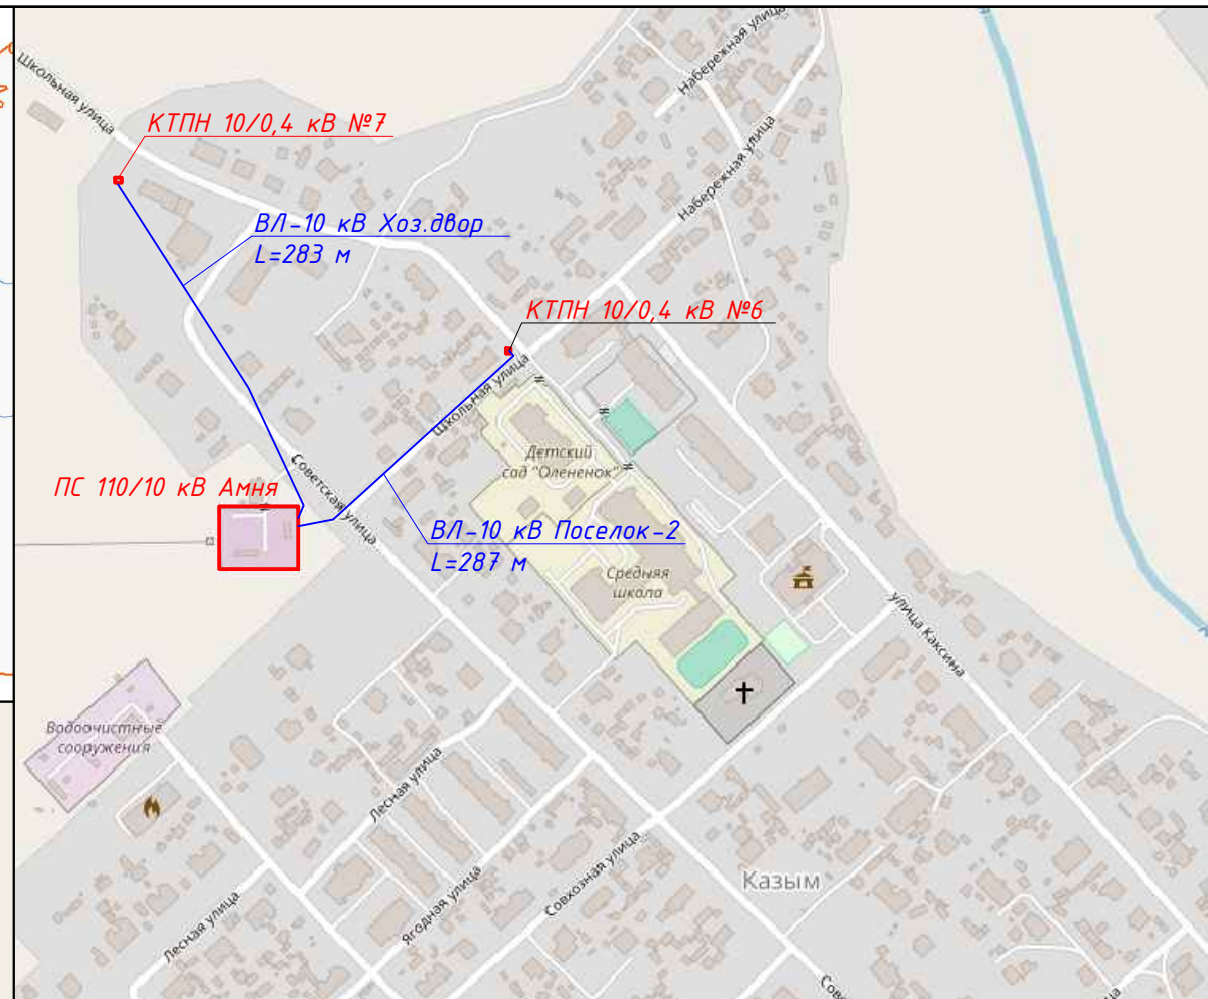 Школьная улица
Набережная улица
КТПН 10/0,4 кВ №7
Набережная улица
ВЛ-10 кВ Хоз.двор
L=283 м
КТПН 10/0,4 кВ №6
Школьная улица
Детский
сад "Олененок"
Советская улица
ПС 110/10 кВ Амня
ВЛ-10 кВ Поселок-2
L=287 м
Средняя
школа
улица Каксина
Водоочистные
сооружения
Лесная улица
Казым
Совхозная улица
Ягодная улица
Лесная улица
Сов